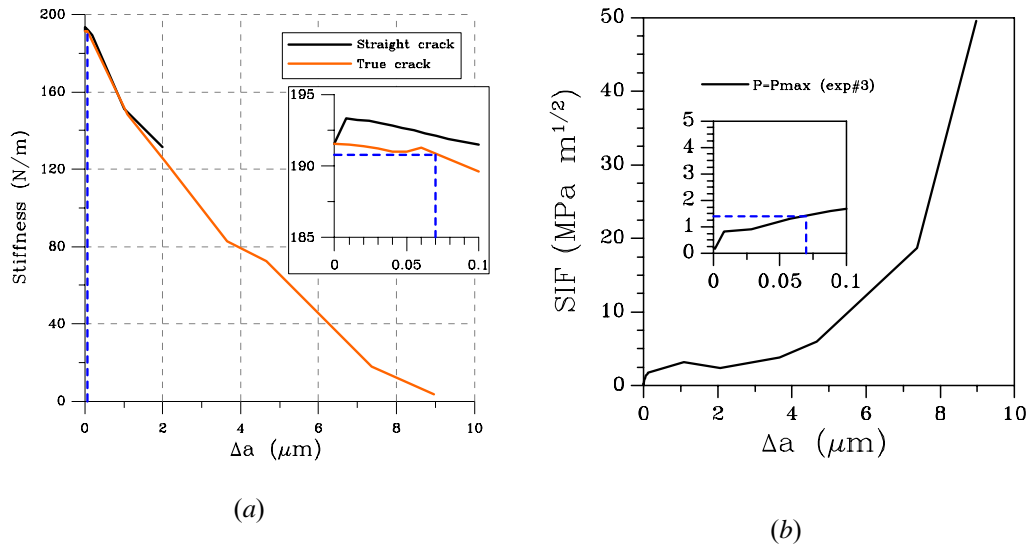 200
160
120
80
40
0
Stiffness (N/m)
0 2 4 6 8 10
Δa (μm)
Straight crack
True crack
195
190
185
0 0.05 0.1
(a)
50
40
30
20
10
0
SIF (MPa m^1/2)
0 2 4 6 8 10
Δa (μm)
P=Pmax (exp#3)
5
4
3
2
1
0
0 0.05 0.1
(b)